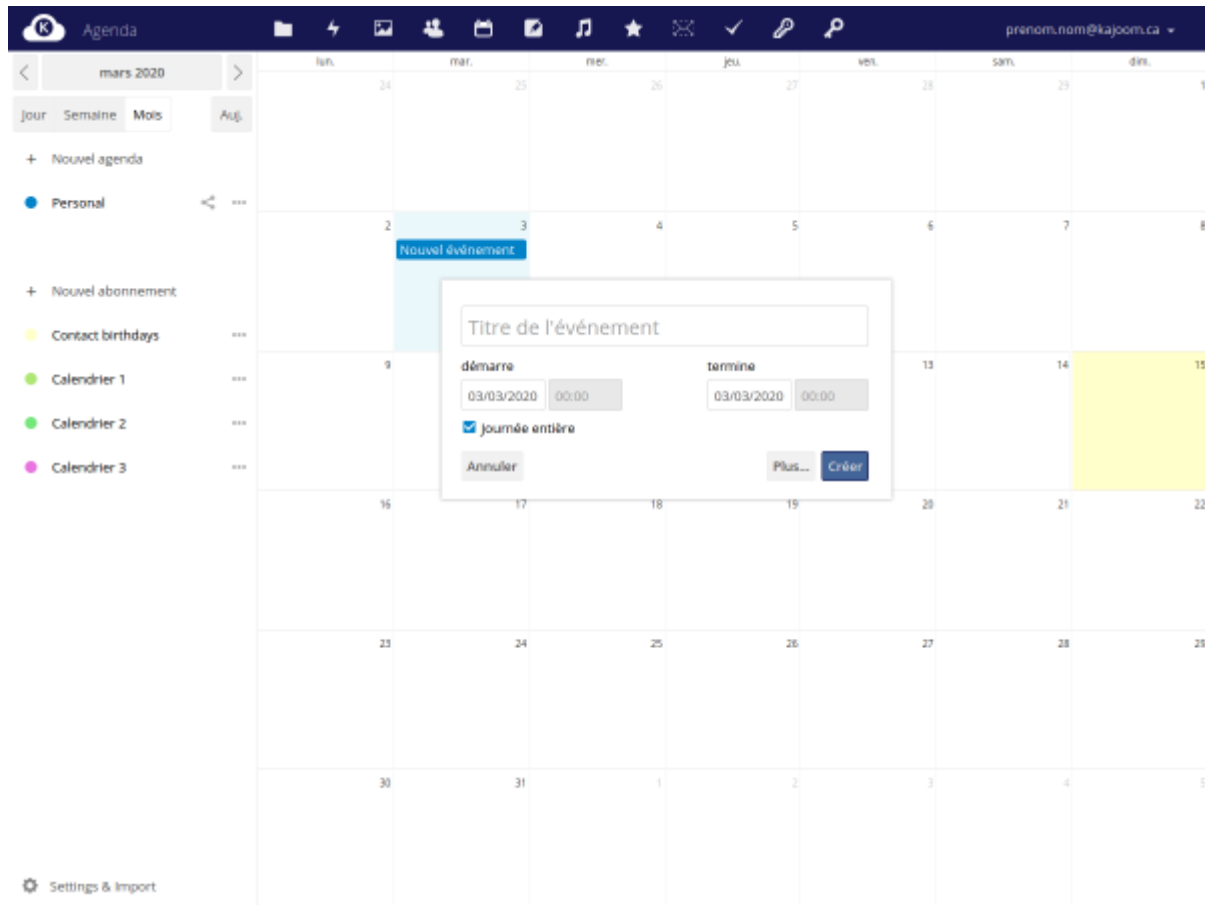 K Agenda prenom.nom@kajoom.ca
mars 2020
Jour Semaine Mois Auj.
+ Nouvel agenda
Personal
+ Nouvel abonnement
Contact birthdays
Calendrier 1
Calendrier 2
Calendrier 3
Settings & Import
lun. mar. mer. jeu. ven. sam. dim.
24 25 26 27 28 29 1
2 3 4 5 6 7 8
Nouvel événement
Titre de l'événement
démarre termine
03/03/2020 00:00 03/03/2020 00:00
Journée entière
Annuler Plus... Créer
9 13 14 15
16 17 18 19 20 21 22
23 24 25 26 27 28 29
30 31 1 2 3 4 5